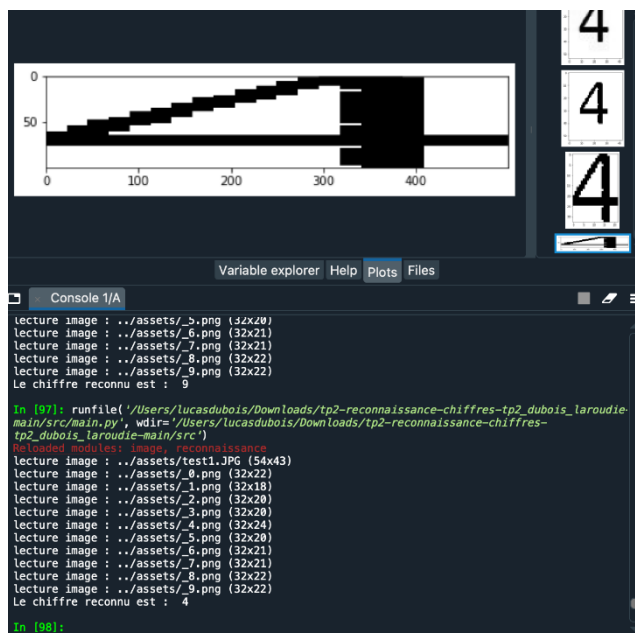 4
0
50
0 100 200 300 400
4
4
Variable explorer Help Plots Files
Console 1/A
lecture image : ../assets/_5.png (32x20)
lecture image : ../assets/_6.png (32x21)
lecture image : ../assets/_7.png (32x21)
lecture image : ../assets/_8.png (32x22)
lecture image : ../assets/_9.png (32x22)
Le chiffre reconnu est :  9
In [97]: runfile('/Users/lucasdubois/Downloads/tp2-reconnaissance-chiffres-tp2_dubois_laroudie-
main/src/main.py', wdir='/Users/lucasdubois/Downloads/tp2-reconnaissance-chiffres-
tp2_dubois_laroudie-main/src')
Reloaded modules: image, reconnaissance
lecture image : ../assets/test1.JPG (54x43)
lecture image : ../assets/_0.png (32x22)
lecture image : ../assets/_1.png (32x18)
lecture image : ../assets/_2.png (32x20)
lecture image : ../assets/_3.png (32x20)
lecture image : ../assets/_4.png (32x24)
lecture image : ../assets/_5.png (32x20)
lecture image : ../assets/_6.png (32x21)
lecture image : ../assets/_7.png (32x21)
lecture image : ../assets/_8.png (32x22)
lecture image : ../assets/_9.png (32x22)
Le chiffre reconnu est :  4
In [98]: